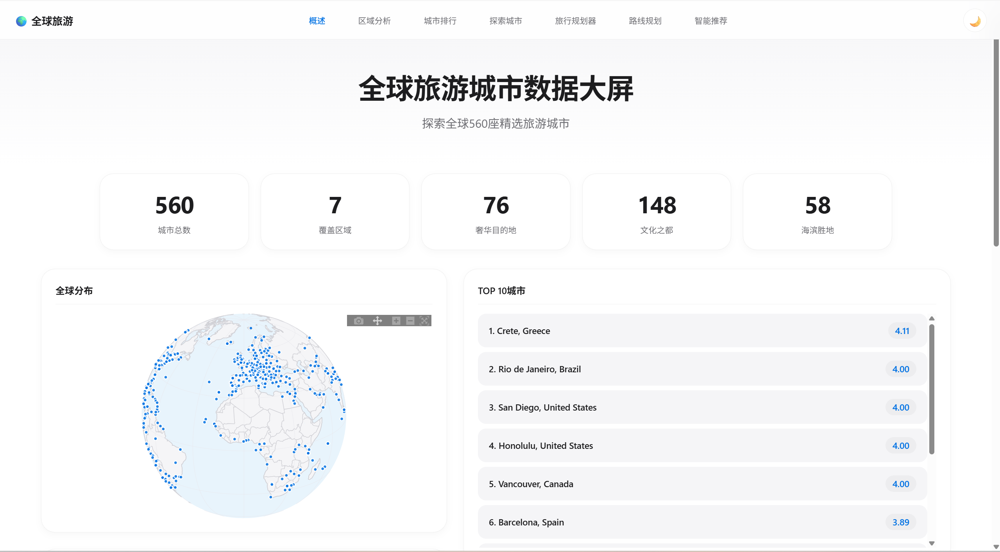 全球旅游
概述
区域分析
城市排行
探索城市
旅行规划器
路线规划
智能推荐
全球旅游城市数据大屏
探索全球560座精选旅游城市
560
城市总数
7
覆盖区域
76
奢华目的地
148
文化之都
58
海滨胜地
全球分布
TOP 10城市
1. Crete, Greece 4.11
2. Rio de Janeiro, Brazil 4.00
3. San Diego, United States 4.00
4. Honolulu, United States 4.00
5. Vancouver, Canada 4.00
6. Barcelona, Spain 3.89